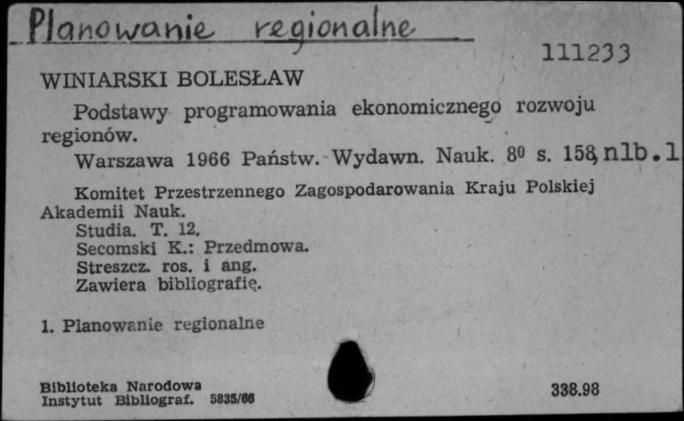 Planowanie regionalne
111233
WINIARSKI BOLESŁAW
Podstawy programowania ekonomicznego rozwoju
regionów.
Warszawa 1966 Państw. Wydawn. Nauk. 8⁰ s. 158, nlb. 1
Komitet Przestrzennego Zagospodarowania Kraju Polskiej
Akademii Nauk.
Studia. T. 12.
Secomski K.: Przedmowa.
Streszcz. ros. i ang.
Zawiera bibliografię.
1. Planowanie regionalne
Biblioteka Narodowa
Instytut Bibliograf. 5835/66
338.98